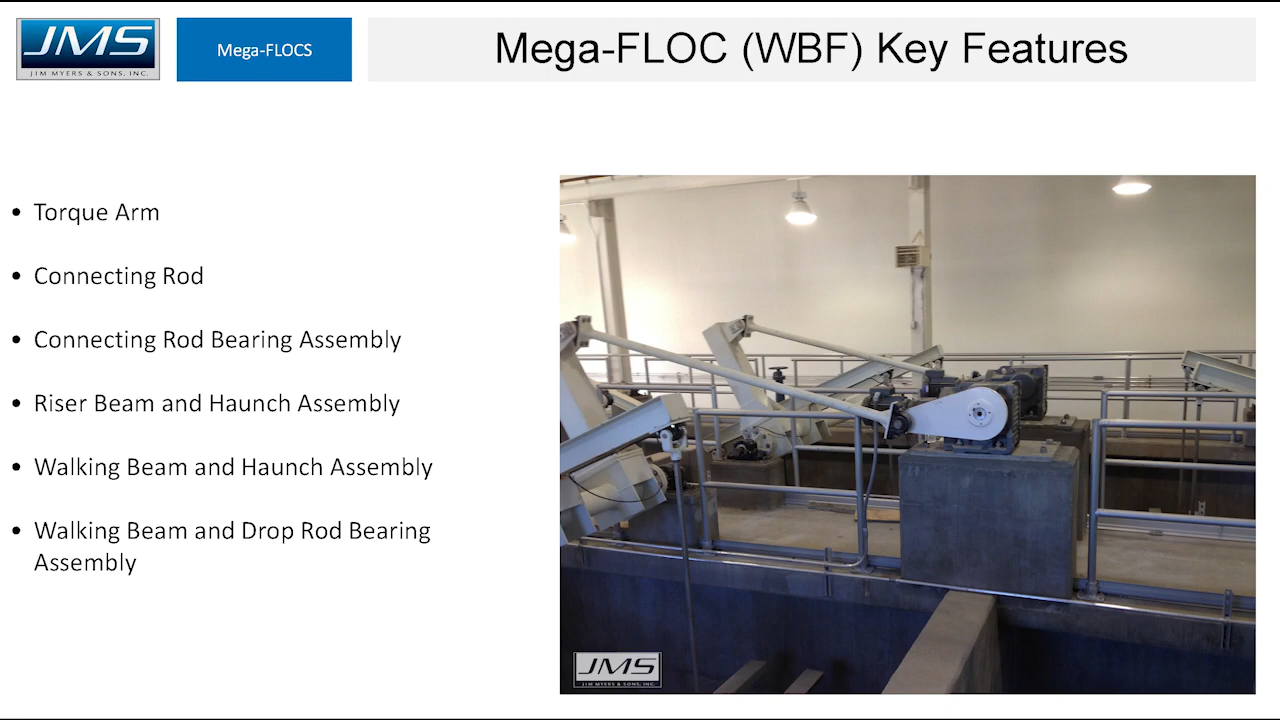 JMS
JIM MYERS & SONS, INC.
Mega-FLOCS
Mega-FLOC (WBF) Key Features
• Torque Arm
• Connecting Rod
• Connecting Rod Bearing Assembly
• Riser Beam and Haunch Assembly
• Walking Beam and Haunch Assembly
• Walking Beam and Drop Rod Bearing
Assembly
JMS
JIM MYERS & SONS, INC.